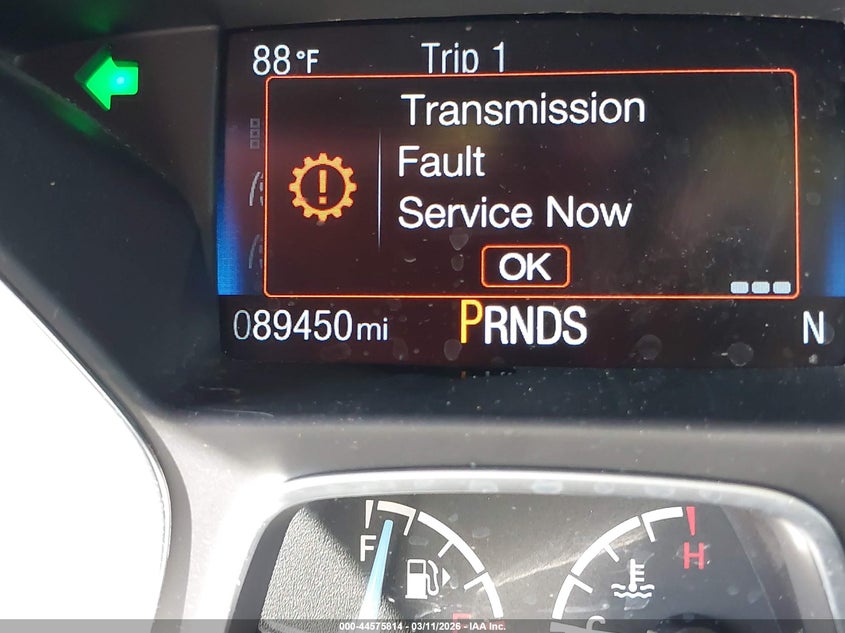 88°F Trip 1
Transmission
Fault
Service Now
OK
089450mi PRNDS N
F H
E C
000-44575814 - 03/11/2026 - IAA Inc.